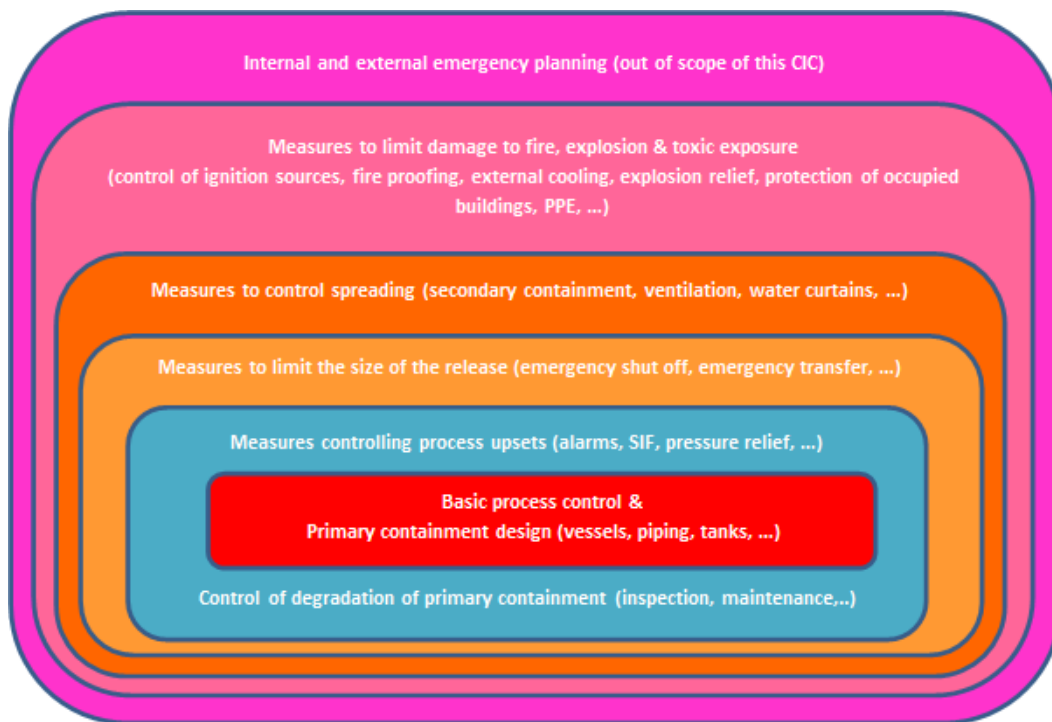 Internal and external emergency planning (out of scope of this CIC)
Measures to limit damage to fire, explosion & toxic exposure
(control of ignition sources, fire proofing, external cooling, explosion relief, protection of occupied
buildings, PPE, ...)
Measures to control spreading (secondary containment, ventilation, water curtains, ...)
Measures to limit the size of the release (emergency shut off, emergency transfer, ...)
Measures controlling process upsets (alarms, SIF, pressure relief, ...)
Basic process control &
Primary containment design (vessels, piping, tanks, ...)
Control of degradation of primary containment (inspection, maintenance,..)